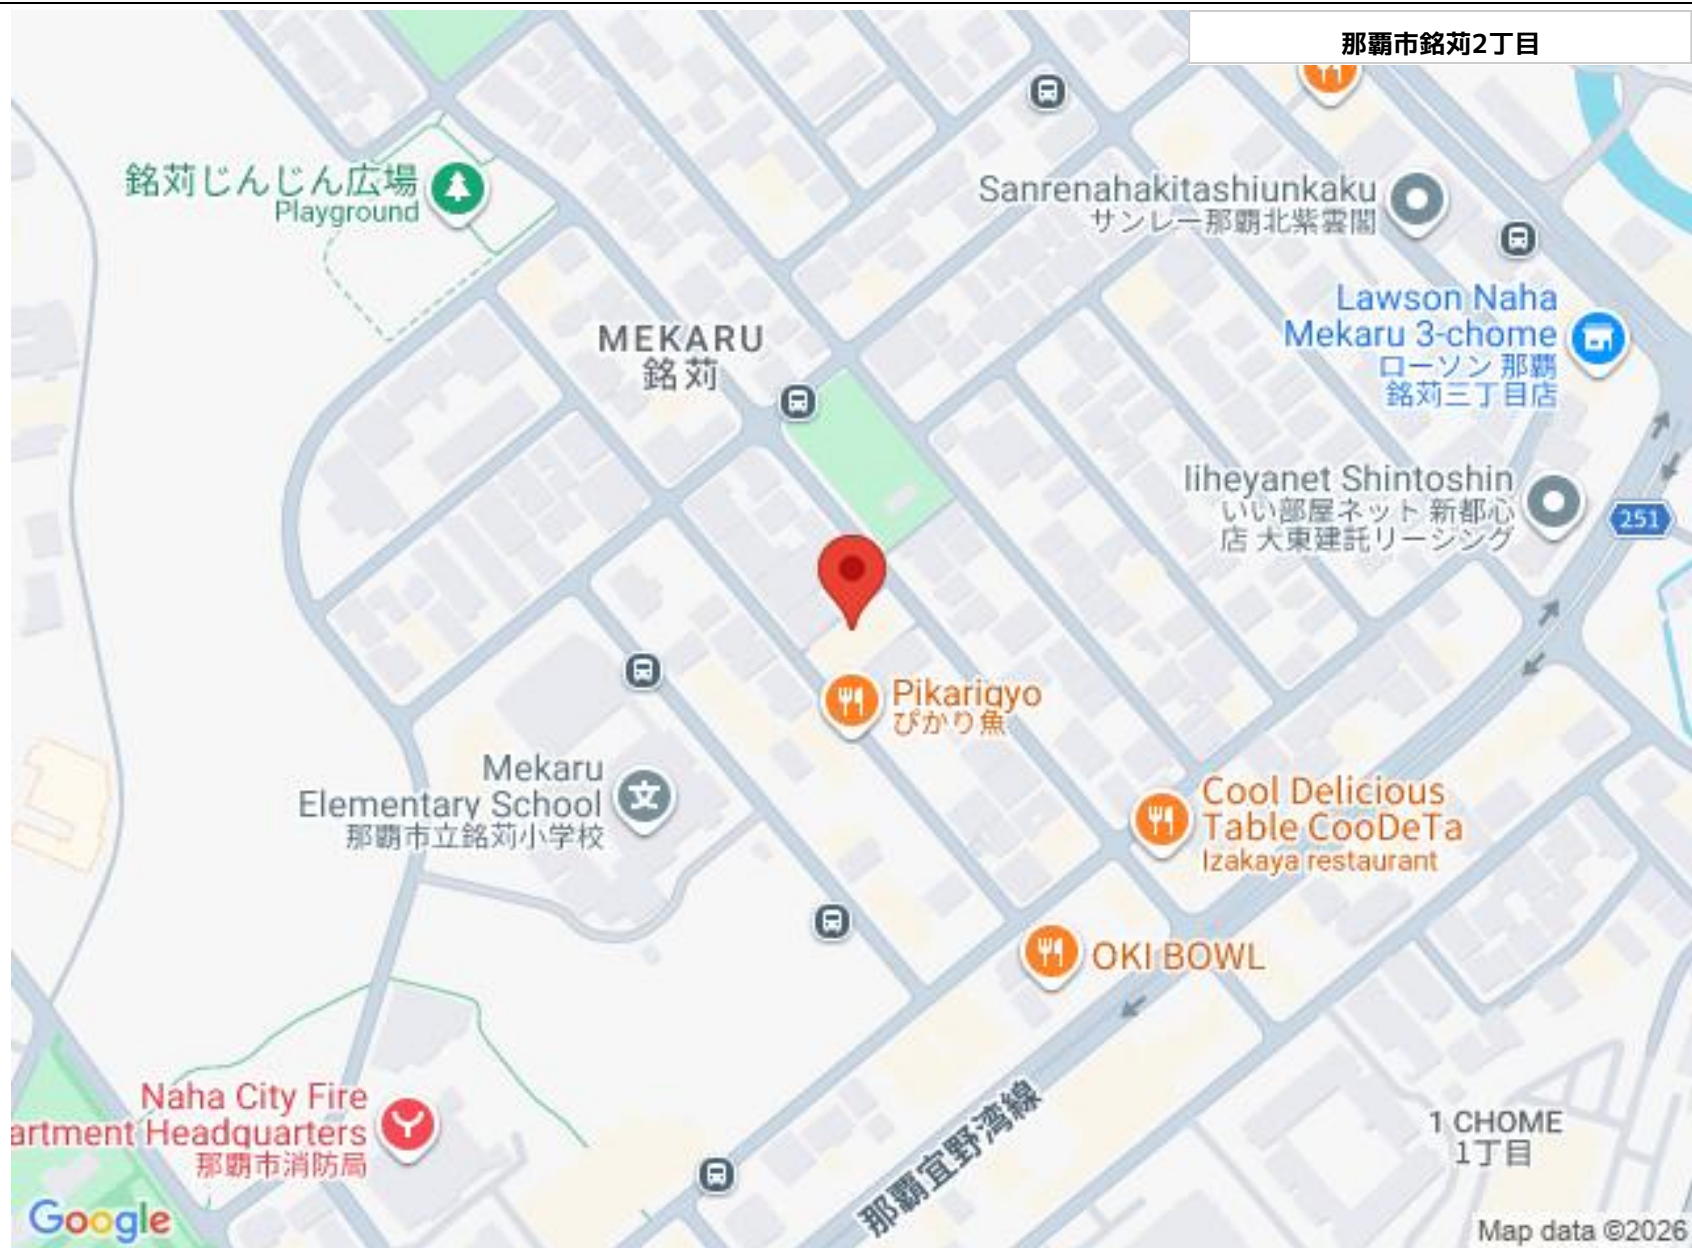 那覇市銘苅2丁目
銘苅じんじん広場
Playground
Sanrenahakitashiunkaku
サンレー那覇北紫雲閣
Lawson Naha
Mekaru 3-chome
ローソン 那覇
銘苅三丁目店
MEKARU
銘苅
Iiheyanet Shintoshin
いい部屋ネット 新都心
店 大東建託リーシング
251
Pikarigyo
ぴかり魚
Mekaru
Elementary School
那覇市立銘苅小学校
文
Cool Delicious
Table CooDeTa
Izakaya restaurant
OKI BOWL
Naha City Fire
artment Headquarters
那覇市消防局
那覇宜野湾線
1 CHOME
1丁目
Google
Map data ©2026